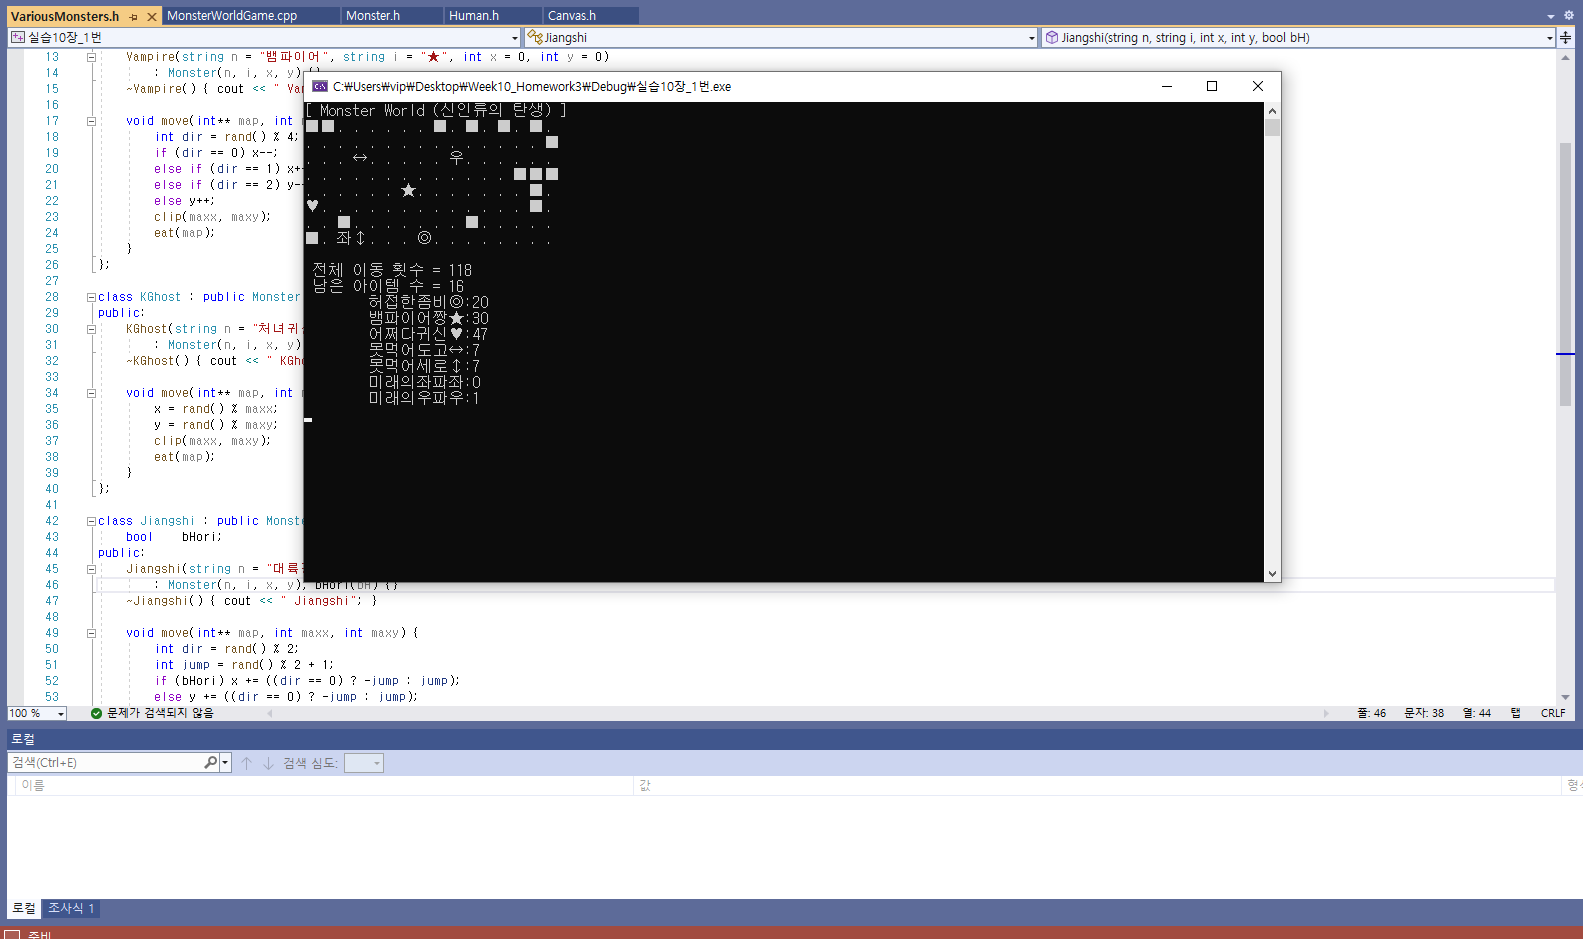 VariousMonsters.h MonsterWorldGame.cpp Monster.h Human.h Canvas.h
실습10장_1번 Jiangshi Jiangshi(string n, string i, int x, int y, bool bH)
13 Vampire(string n = "뱀파이어", string i = "★", int x = 0, int y = 0)
14 : Monster(n, i, x, y) {}
15 ~Vampire() { cout << " Var
16
17 void move(int** map, int m
18 int dir = rand() % 4;
19 if (dir == 0) x--;
20 else if (dir == 1) x+
21 else if (dir == 2) y-
22 else y++;
23 clip(maxx, maxy);
24 eat(map);
25 }
26 };
27
28 class KGhost : public Monster
29 public:
30 KGhost(string n = "처녀귀
31 : Monster(n, i, x, y)
32 ~KGhost() { cout << " KGh
33
34 void move(int** map, int m
35 x = rand() % maxx;
36 y = rand() % maxy;
37 clip(maxx, maxy);
38 eat(map);
39 }
40 };
41
42 class Jiangshi : public Monst
43 bool bHori;
44 public:
45 Jiangshi(string n = "대륙
46 : Monster(n, i, x, y), bHori(bH) {}
47 ~Jiangshi() { cout << " Jiangshi"; }
48
49 void move(int** map, int maxx, int maxy) {
50 int dir = rand() % 2;
51 int jump = rand() % 2 + 1;
52 if (bHori) x += ((dir == 0) ? -jump : jump);
53 else y += ((dir == 0) ? -jump : jump);
C:\Users\vip\Desktop\Week10_Homework3\Debug\실습10장_1번.exe
[ Monster World (신인류의 탄생) ]
■■. . . . . . ■. ■. ■. ■.
. . . . . . . . . . . . . . . ■
. . . ↔. . . . . 우. . . . . .
. . . . . . . . . . . . . ■■■
. . . . . . ★. . . . . . . ■.
♥. . . . . . . . . . . . . ■.
. . ■. . . . . . . ■. . . . .
■. 좌↕. . . ◎. . . . . . . .
전체 이동 횟수 = 118
남은 아이템 수 = 16
허접한좀비◎:20
뱀파이어짱★:30
어쩌다귀신♥:47
못먹어도고↔:7
못먹어세로↕:7
미래의좌파좌:0
미래의우파우:1
100 % 문제가 검색되지 않음 줄: 46 문자: 38 열: 44 탭 CRLF
로컬
검색(Ctrl+E) 검색 심도:
이름 값 형식
로컬 조사식 1
준비